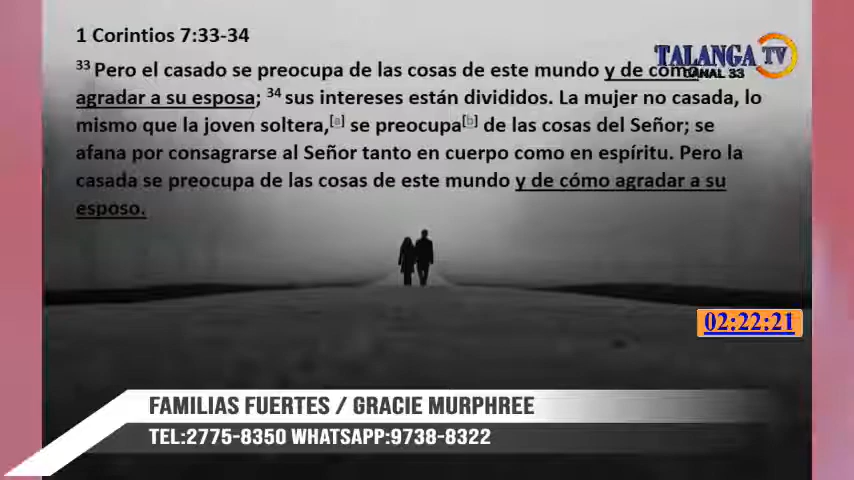 1 Corintios 7:33-34
TALANGA TV
CANAL 33
33 Pero el casado se preocupa de las cosas de este mundo y de cómo
agradar a su esposa; 34 sus intereses están divididos. La mujer no casada, lo
mismo que la joven soltera,[a] se preocupa[b] de las cosas del Señor; se
afana por consagrarse al Señor tanto en cuerpo como en espíritu. Pero la
casada se preocupa de las cosas de este mundo y de cómo agradar a su
esposo.
02:22:21
FAMILIAS FUERTES / GRACIE MURPHREE
TEL:2775-8350 WHATSAPP:9738-8322